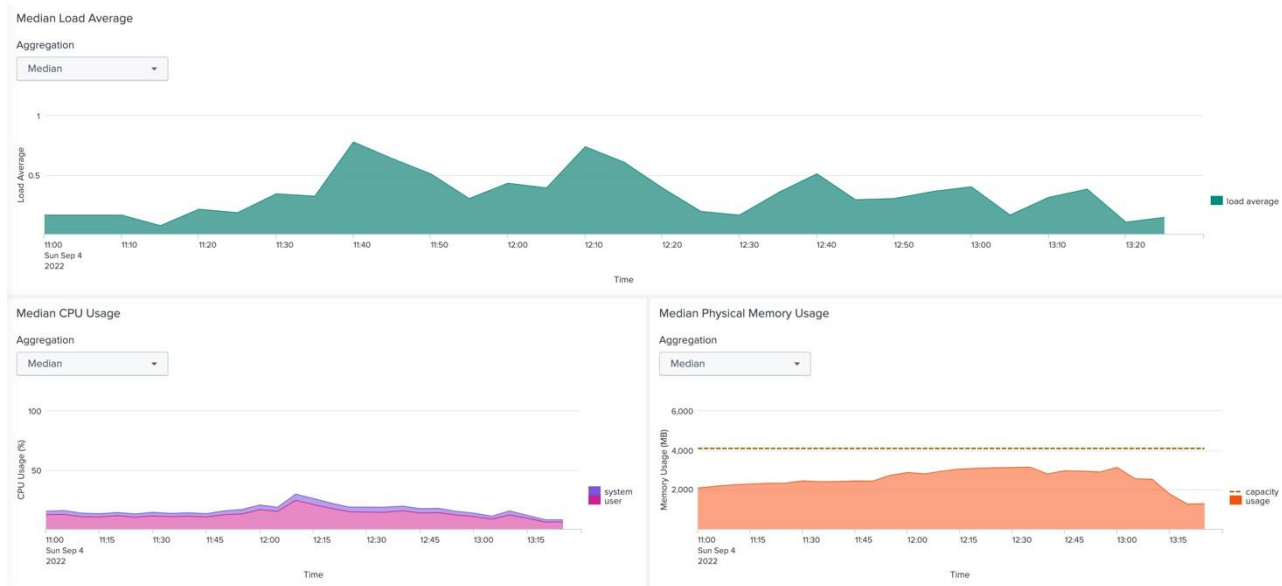 Median Load Average
Aggregation
Median
1
0.5
Load Average
load average
11:00 11:10 11:20 11:30 11:40 11:50 12:00 12:10 12:20 12:30 12:40 12:50 13:00 13:10 13:20
Sun Sep 4
2022
Time
Median CPU Usage
Aggregation
Median
100
50
CPU Usage (%)
system
user
11:00 11:15 11:30 11:45 12:00 12:15 12:30 12:45 13:00 13:15
Sun Sep 4
2022
Time
Median Physical Memory Usage
Aggregation
Median
6,000
4,000
2,000
Memory Usage (MB)
capacity
usage
11:00 11:15 11:30 11:45 12:00 12:15 12:30 12:45 13:00 13:15
Sun Sep 4
2022
Time